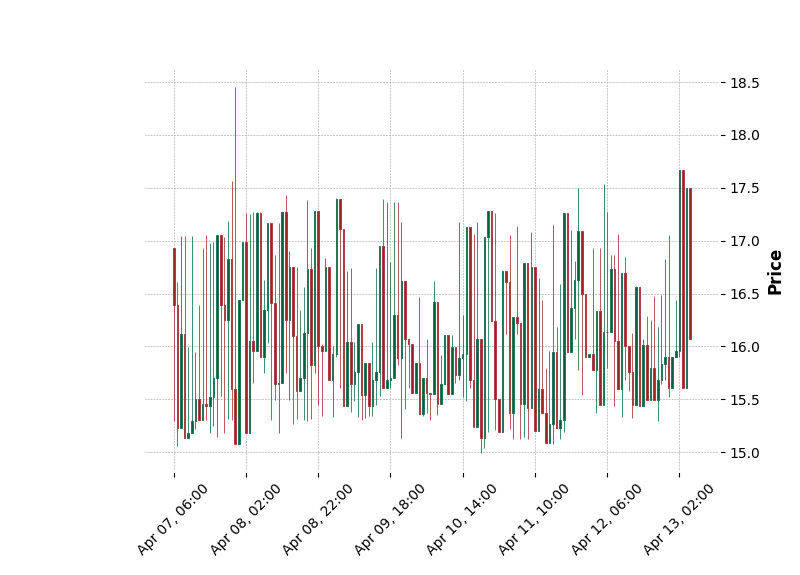 18.5
18.0
17.5
17.0
16.5
16.0
15.5
15.0
Price
Apr 07, 06:00
Apr 08, 02:00
Apr 08, 22:00
Apr 09, 18:00
Apr 10, 14:00
Apr 11, 10:00
Apr 12, 06:00
Apr 13, 02:00